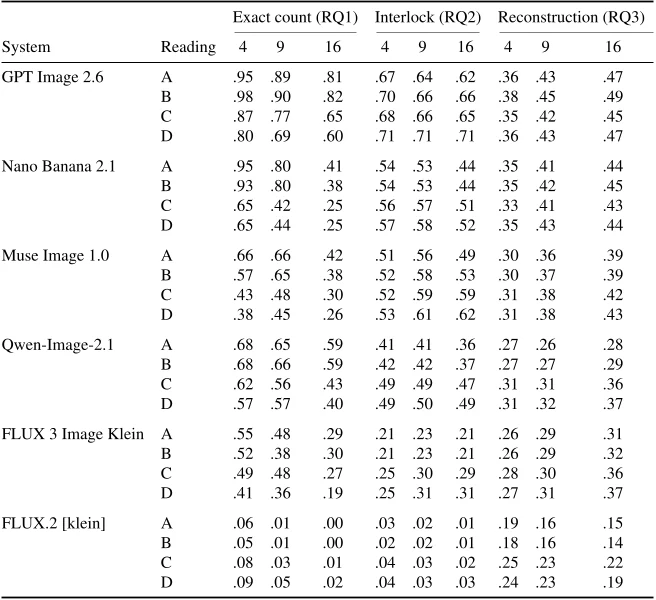 Exact count (RQ1) Interlock (RQ2) Reconstruction (RQ3)
System Reading 4 9 16 4 9 16 4 9 16
GPT Image 2.6 A .95 .89 .81 .67 .64 .62 .36 .43 .47
B .98 .90 .82 .70 .66 .66 .38 .45 .49
C .87 .77 .65 .68 .66 .65 .35 .42 .45
D .80 .69 .60 .71 .71 .71 .36 .43 .47
Nano Banana 2.1 A .95 .80 .41 .54 .53 .44 .35 .41 .44
B .93 .80 .38 .54 .53 .44 .35 .42 .45
C .65 .42 .25 .56 .57 .51 .33 .41 .43
D .65 .44 .25 .57 .58 .52 .35 .43 .44
Muse Image 1.0 A .66 .66 .42 .51 .56 .49 .30 .36 .39
B .57 .65 .38 .52 .58 .53 .30 .37 .39
C .43 .48 .30 .52 .59 .59 .31 .38 .42
D .38 .45 .26 .53 .61 .62 .31 .38 .43
Qwen-Image-2.1 A .68 .65 .59 .41 .41 .36 .27 .26 .28
B .68 .66 .59 .42 .42 .37 .27 .27 .29
C .62 .56 .43 .49 .49 .47 .31 .31 .36
D .57 .57 .40 .49 .50 .49 .31 .32 .37
FLUX 3 Image Klein A .55 .48 .29 .21 .23 .21 .26 .29 .31
B .52 .38 .30 .21 .23 .21 .26 .29 .32
C .49 .48 .27 .25 .30 .29 .28 .30 .36
D .41 .36 .19 .25 .31 .31 .27 .31 .37
FLUX.2 [klein] A .06 .01 .00 .03 .02 .01 .19 .16 .15
B .05 .01 .00 .02 .02 .01 .18 .16 .14
C .08 .03 .01 .04 .03 .02 .25 .23 .22
D .09 .05 .02 .04 .03 .03 .24 .23 .19